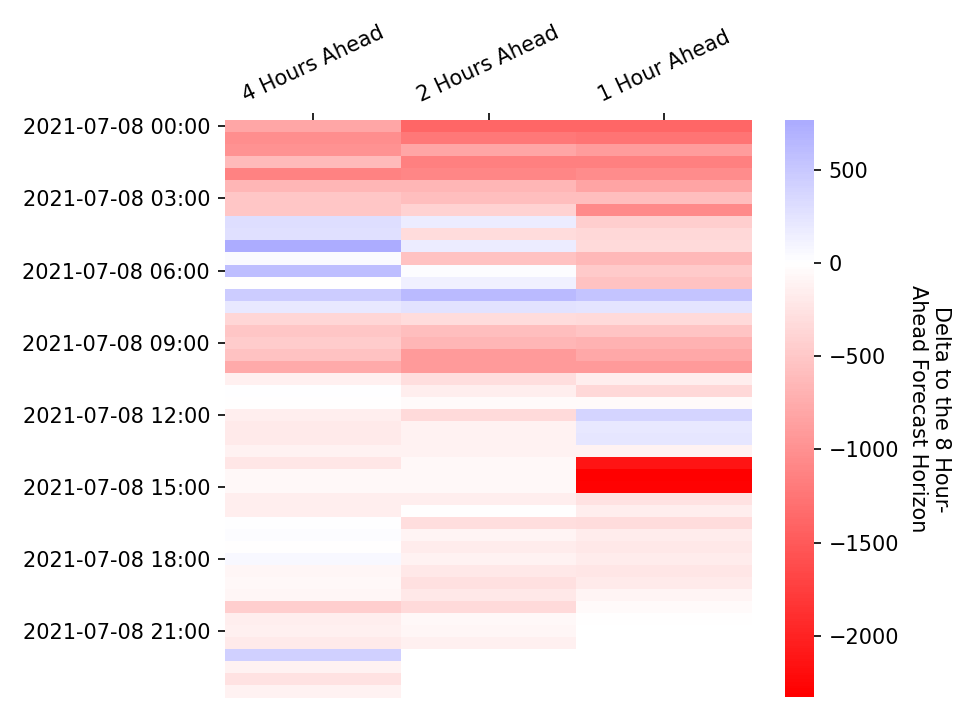 4 Hours Ahead
2 Hours Ahead
1 Hour Ahead
2021-07-08 00:00
2021-07-08 03:00
2021-07-08 06:00
2021-07-08 09:00
2021-07-08 12:00
2021-07-08 15:00
2021-07-08 18:00
2021-07-08 21:00
500
0
−500
−1000
−1500
−2000
Delta to the 8 Hour-
Ahead Forecast Horizon